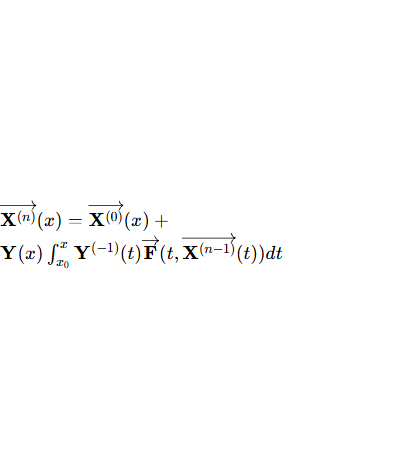 $\overrightarrow{\mathbf{X}^{(n)}}(x) = \overrightarrow{\mathbf{X}^{(0)}}(x) +$
$\mathbf{Y}(x) \int_{x_0}^{x} \mathbf{Y}^{(-1)}(t) \overrightarrow{\mathbf{F}}(t, \overrightarrow{\mathbf{X}^{(n-1)}}(t)) dt$